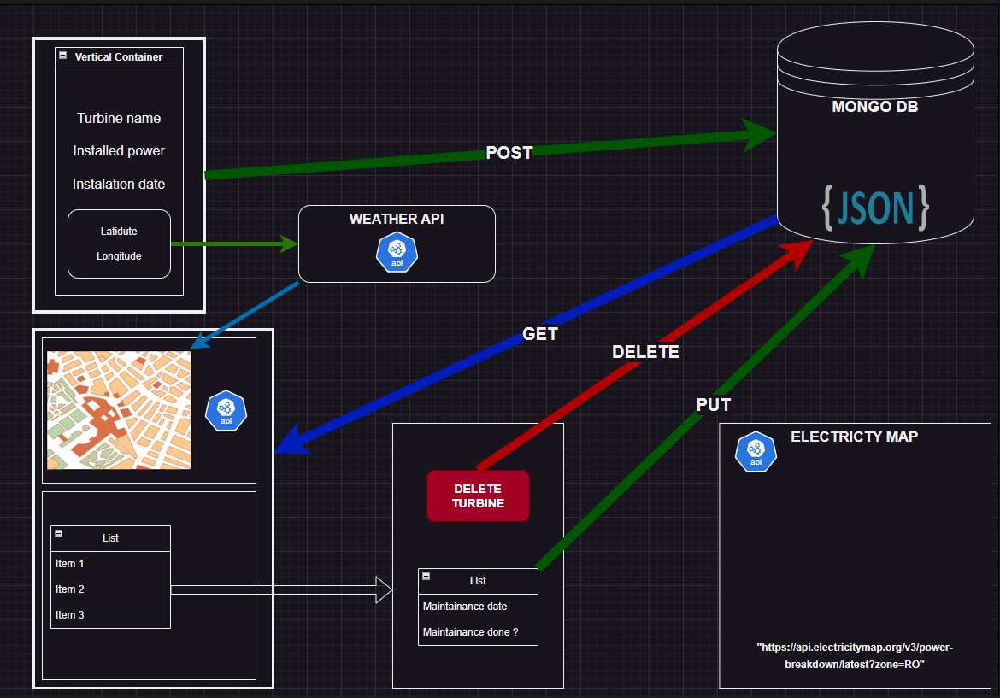 Vertical Container
Turbine name
Installed power
Instalation date
Latidute
Longitude
POST
MONGO DB
{JSON}
WEATHER API
api
GET
DELETE
PUT
api
List
Item 1
Item 2
Item 3
DELETE
TURBINE
List
Maintainance date
Maintainance done ?
ELECTRICTY MAP
api
"https://api.electricitymap.org/v3/power-
breakdown/latest?zone=RO"